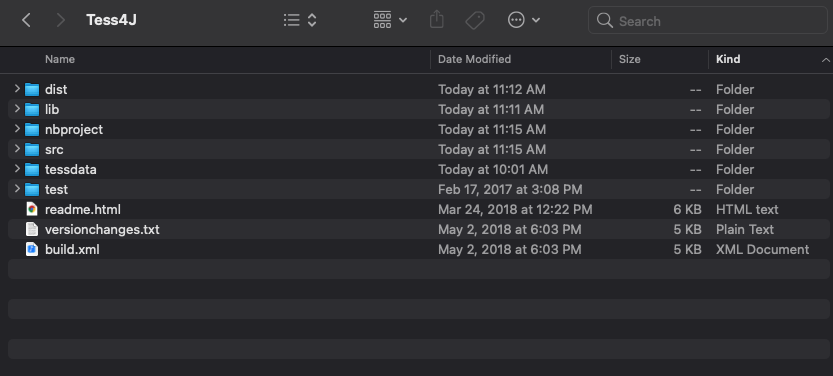 Tess4J Search
Name Date Modified Size Kind
dist Today at 11:12 AM -- Folder
lib Today at 11:11 AM -- Folder
nbproject Today at 11:15 AM -- Folder
src Today at 11:15 AM -- Folder
tessdata Today at 10:01 AM -- Folder
test Feb 17, 2017 at 3:08 PM -- Folder
readme.html Mar 24, 2018 at 12:22 PM 6 KB HTML text
versionchanges.txt May 2, 2018 at 6:03 PM 5 KB Plain Text
build.xml May 2, 2018 at 6:03 PM 5 KB XML Document